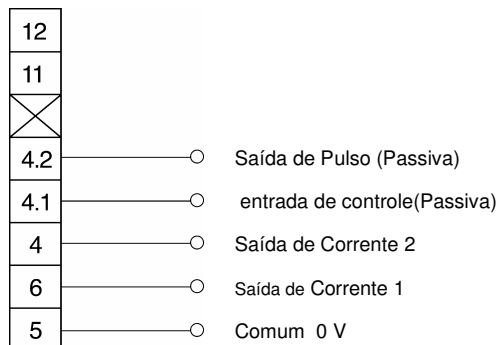 12
11
4.2 Saída de Pulso (Passiva)
4.1 entrada de controle(Passiva)
4 Saída de Corrente 2
6 Saída de Corrente 1
5 Comum 0 V